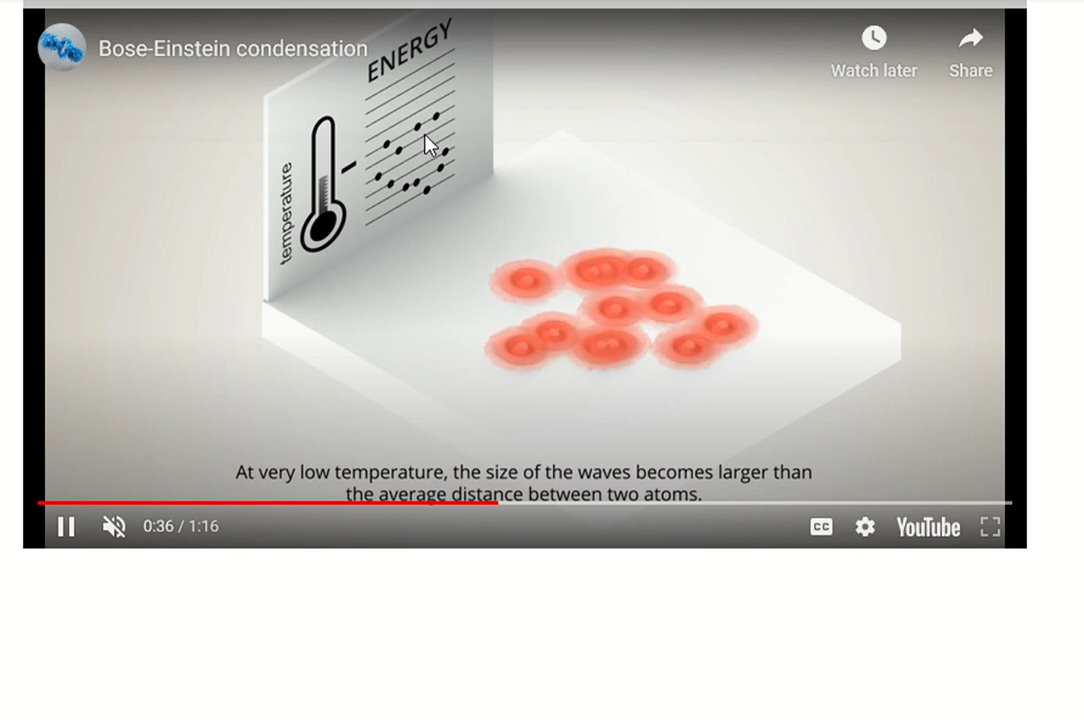 Bose-Einstein condensation
Watch later
Share
ENERGY
temperature
At very low temperature, the size of the waves becomes larger than
the average distance between two atoms.
0:36 / 1:16
CC
YouTube